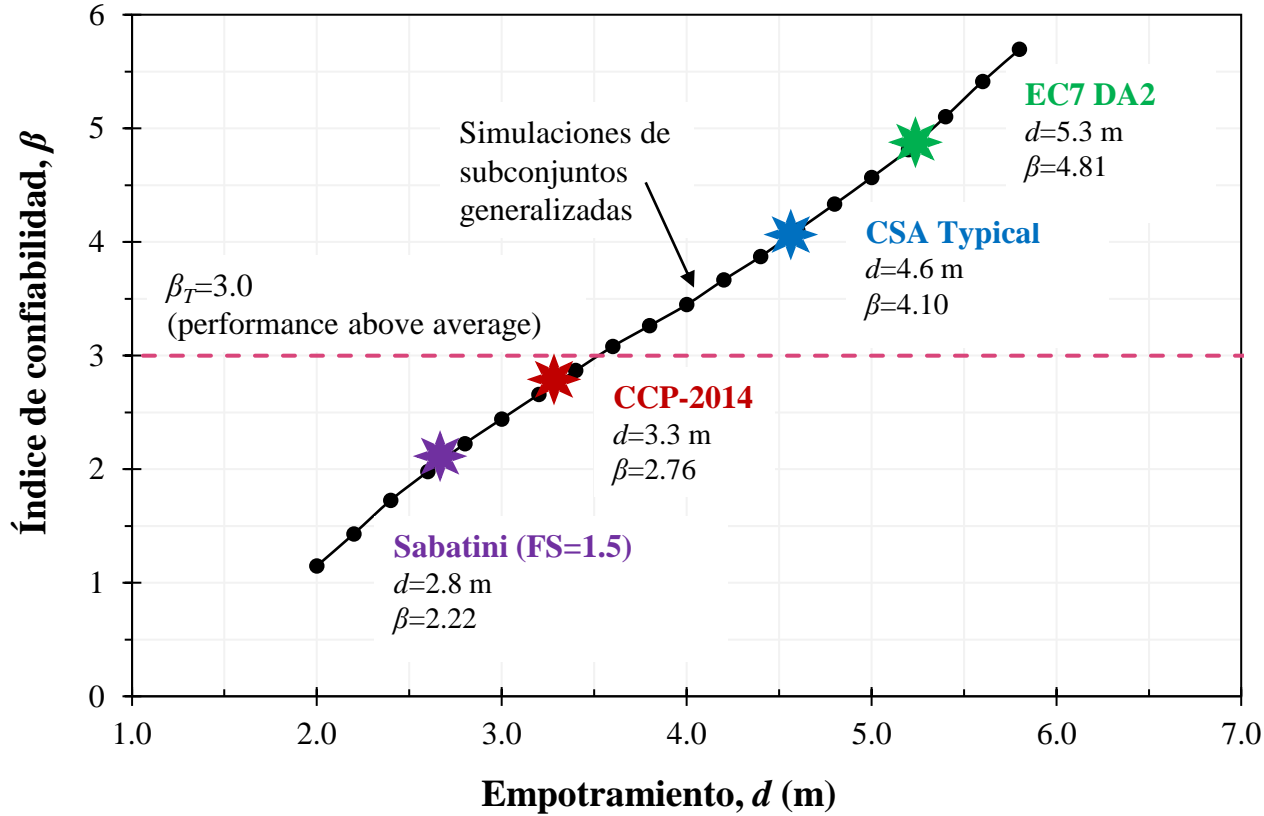 6
5
4
3
2
1
0
Índice de confiabilidad, β
Simulaciones de
subconjuntos
generalizadas
EC7 DA2
d=5.3 m
β=4.81
CSA Typical
d=4.6 m
β=4.10
β_T=3.0
(performance above average)
CCP-2014
d=3.3 m
β=2.76
Sabatini (FS=1.5)
d=2.8 m
β=2.22
1.0 2.0 3.0 4.0 5.0 6.0 7.0
Empotramiento, d (m)